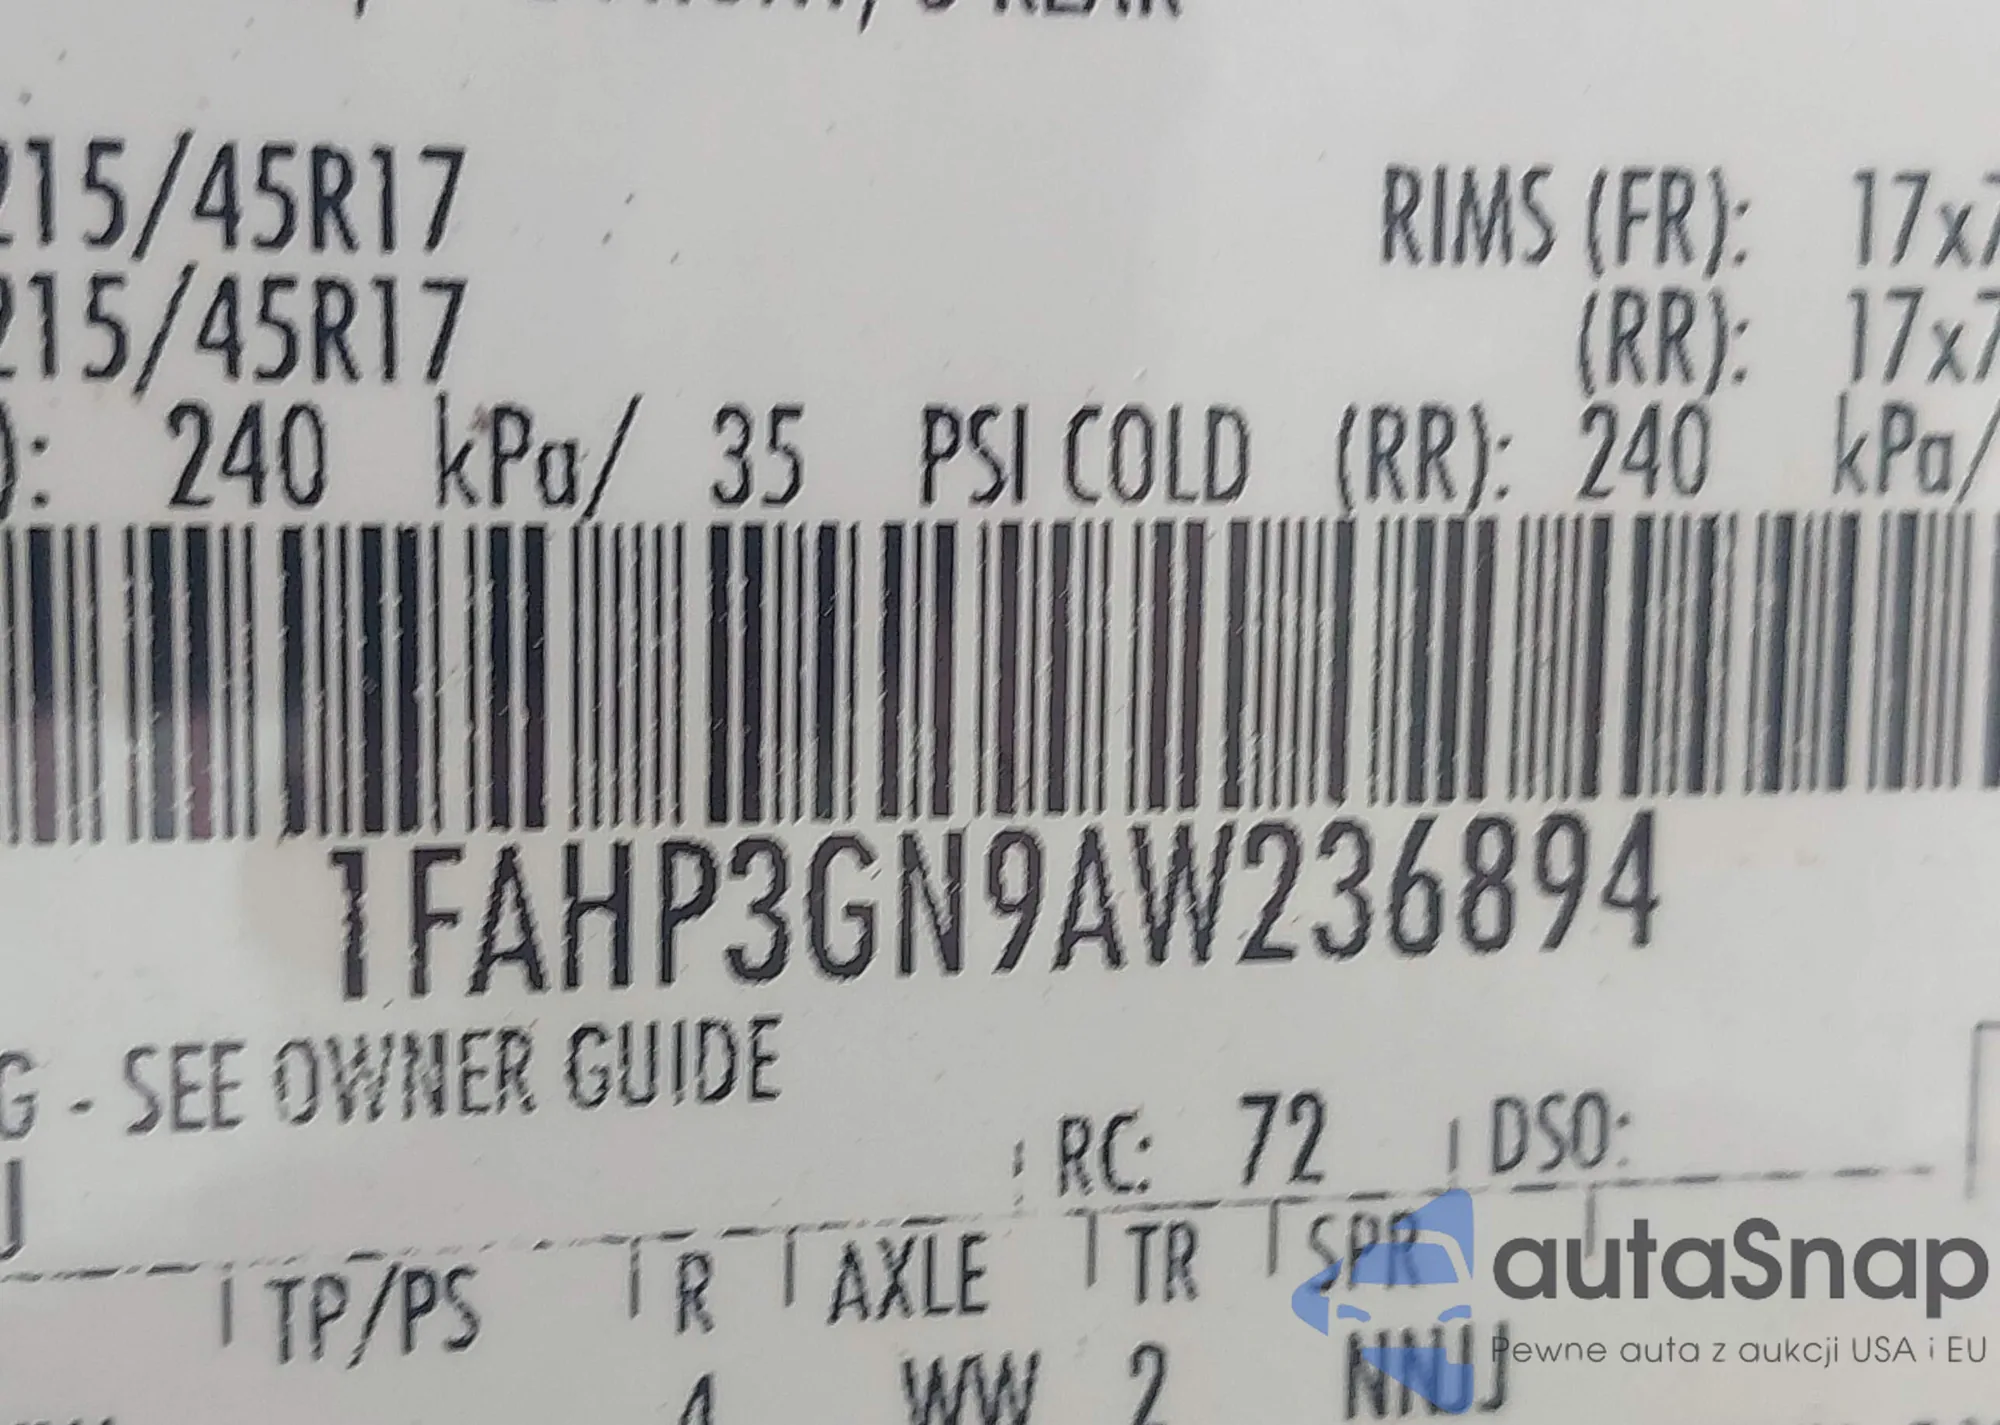 REAR
215/45R17 RIMS (FR): 17x7
215/45R17 (RR): 17x7
): 240 kPa/ 35 PSI COLD (RR): 240 kPa/
1FAHP3GN9AW236894
G - SEE OWNER GUIDE
RC: 72 DSO:
TP/PS R AXLE TR SPR
4 WW 2 NNJJ
autaSnap
Pewne auta z aukcji USA i EU